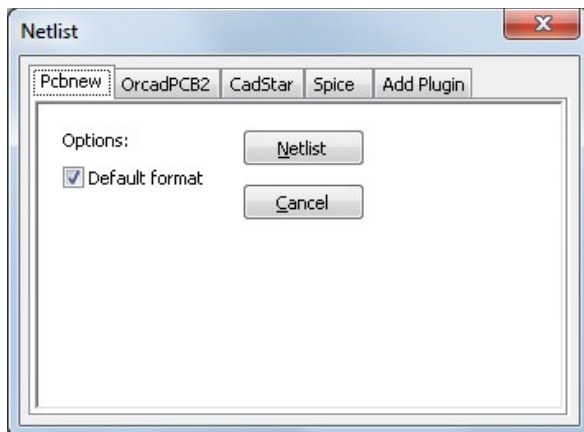 Netlist
Pcbnew OrcadPCB2 CadStar Spice Add Plugin
Options:
Netlist
Default format
Cancel